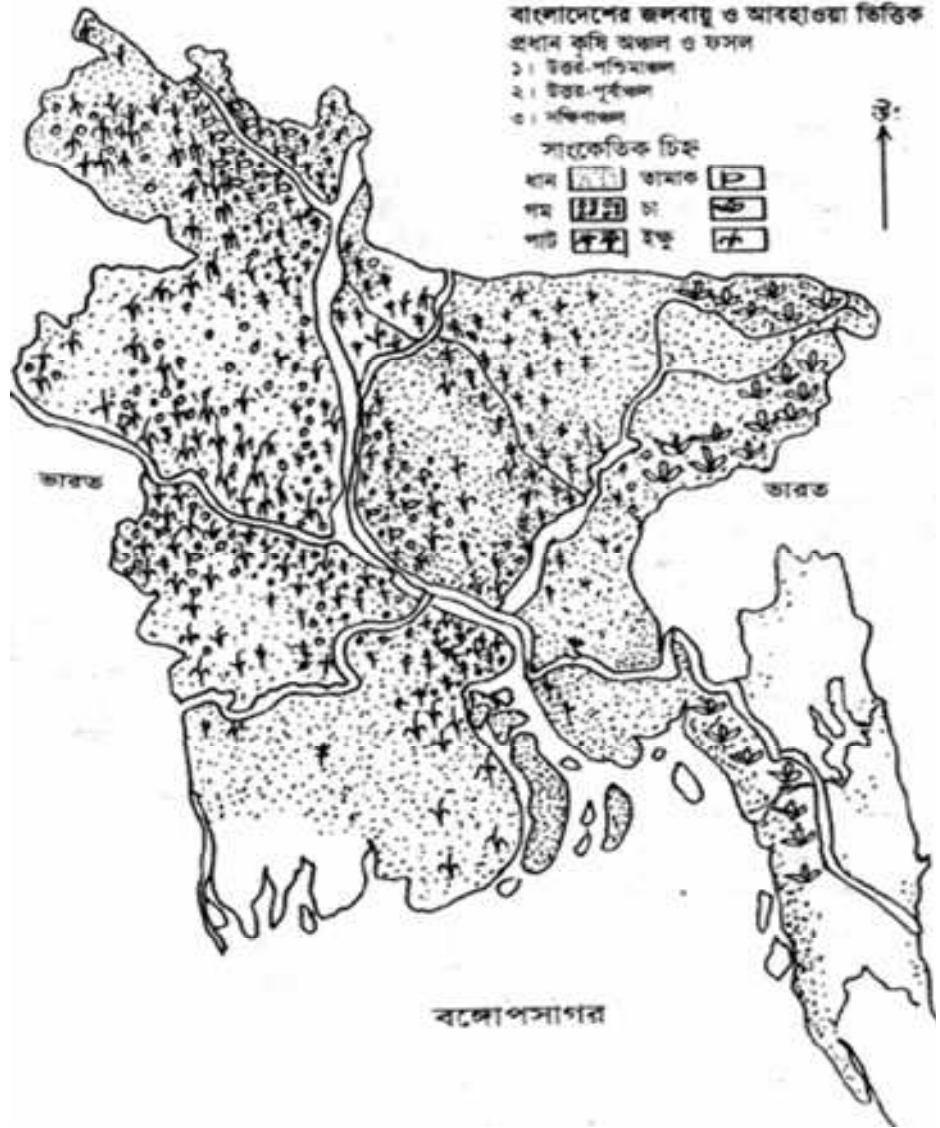 বাংলাদেশের জলবায়ু ও আবহাওয়া ভিত্তিক
প্রধান কৃষি অঞ্চল ও ফসল
১। উত্তর-পশ্চিমাঞ্চল
২। উত্তর-পূর্বাঞ্চল
৩। দক্ষিণাঞ্চল
উঃ
সাংকেতিক চিহ্ন
ধান তামাক
গম চা
পাট ইক্ষু
ভারত
ভারত
বঙ্গোপসাগর